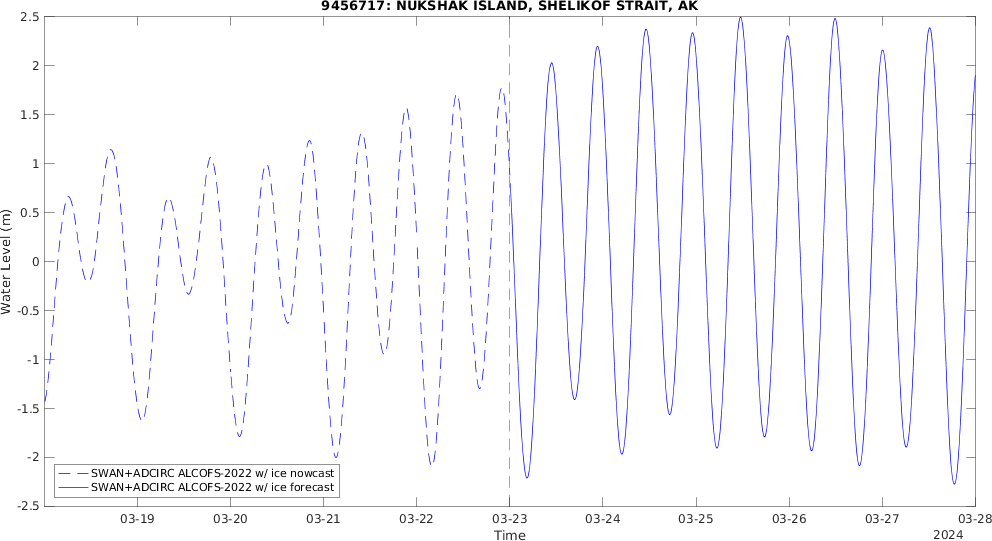 9456717: NUKSHAK ISLAND, SHELIKOF STRAIT, AK
2.5
2
1.5
1
0.5
0
-0.5
-1
-1.5
-2
-2.5
Water Level (m)
SWAN+ADCIRC ALCOFS-2022 w/ ice nowcast
SWAN+ADCIRC ALCOFS-2022 w/ ice forecast
03-19 03-20 03-21 03-22 03-23 03-24 03-25 03-26 03-27 03-28
Time
2024